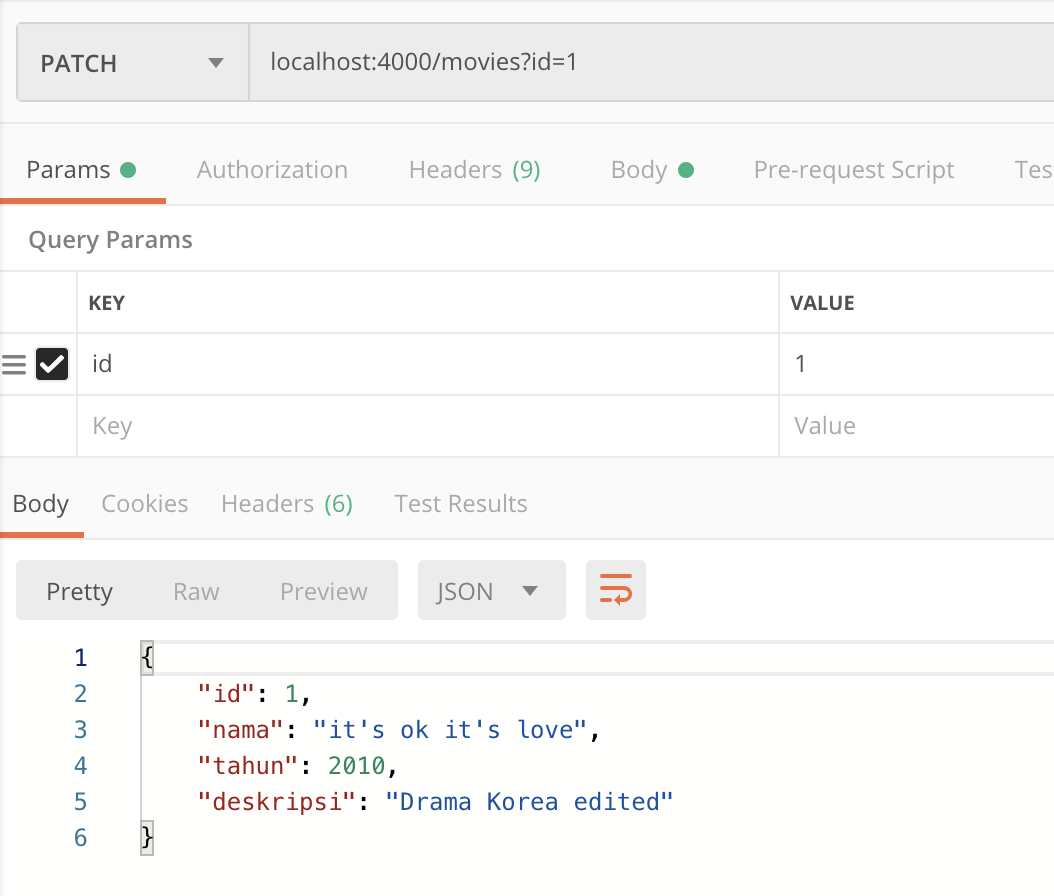 PATCH localhost:4000/movies?id=1
Params Authorization Headers (9) Body Pre-request Script Tes
Query Params
KEY VALUE
id 1
Key Value
Body Cookies Headers (6) Test Results
Pretty Raw Preview JSON
1 {
2 "id": 1,
3 "nama": "it's ok it's love",
4 "tahun": 2010,
5 "deskripsi": "Drama Korea edited"
6 }